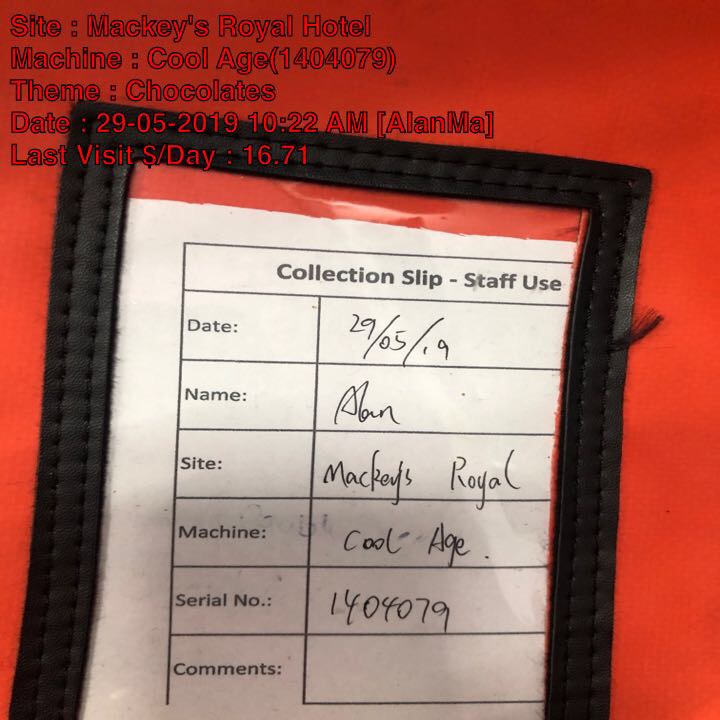 Site : Mackey's Royal Hotel
Machine : Cool Age(1404079)
Theme : Chocolates
Date : 29-05-2019 10:22 AM [AlanMa]
Last Visit $/Day : 16.71
Collection Slip - Staff Use
Date: 29/05/19
Name: Alan
Site: Mackey's Royal
Machine: Cool Age.
Serial No.: 1404079
Comments: